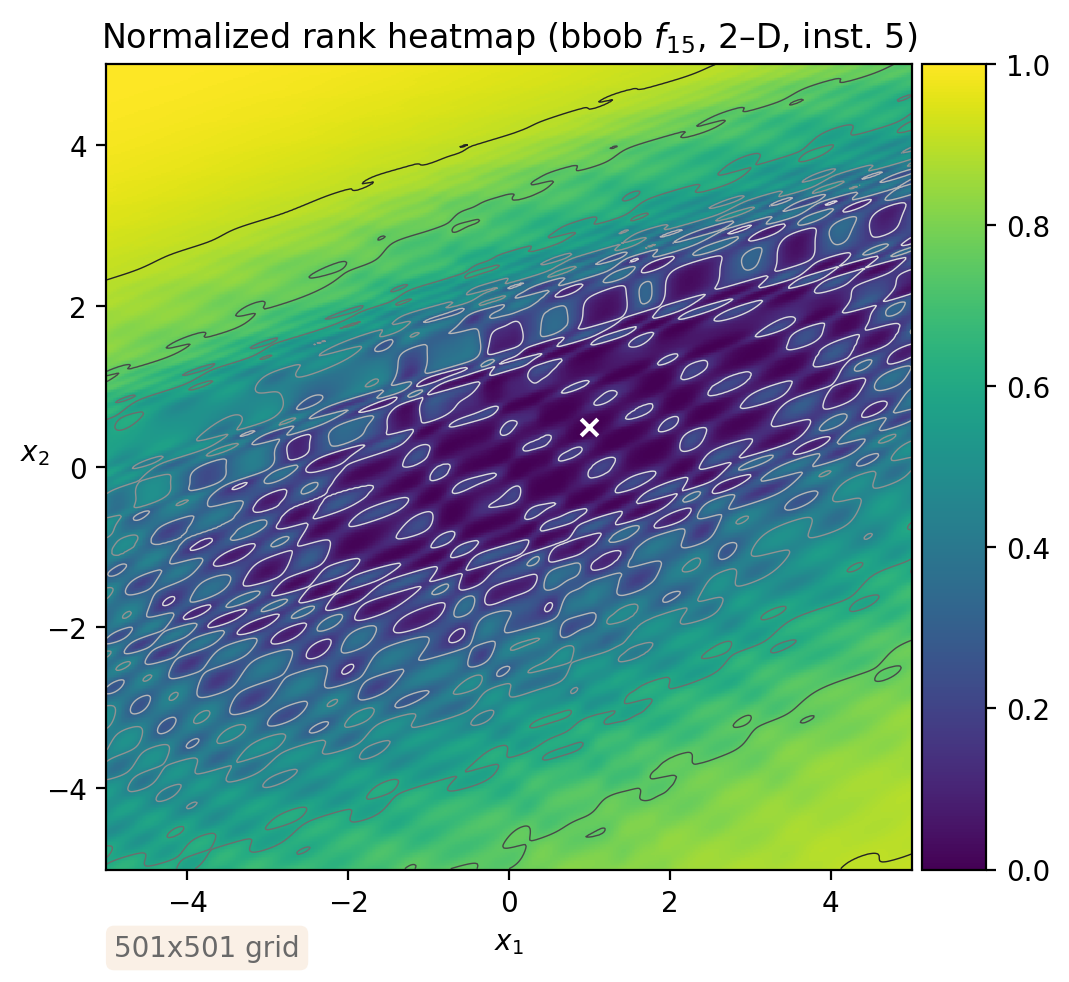 Normalized rank heatmap (bbob f₁₅, 2–D, inst. 5)
1.0
0.8
0.6
0.4
0.2
0.0
4
2
0
−2
−4
x₂
−4 −2 0 2 4
x₁
501x501 grid